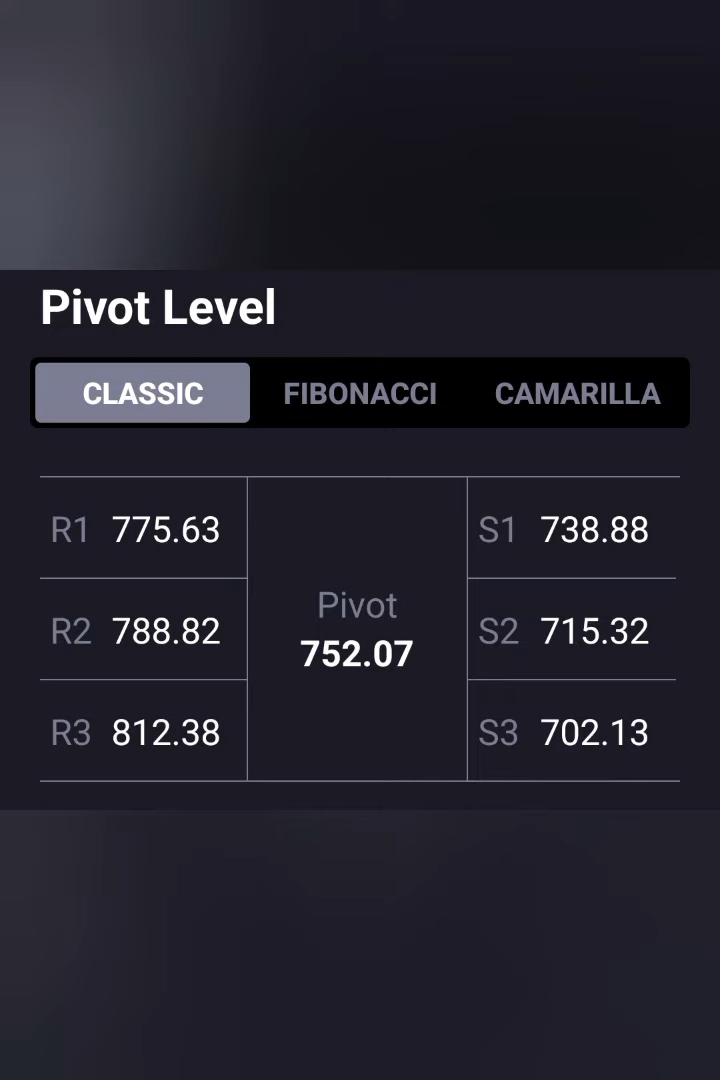 Pivot Level
CLASSIC FIBONACCI CAMARILLA
R1 775.63
R2 788.82
R3 812.38
Pivot
752.07
S1 738.88
S2 715.32
S3 702.13